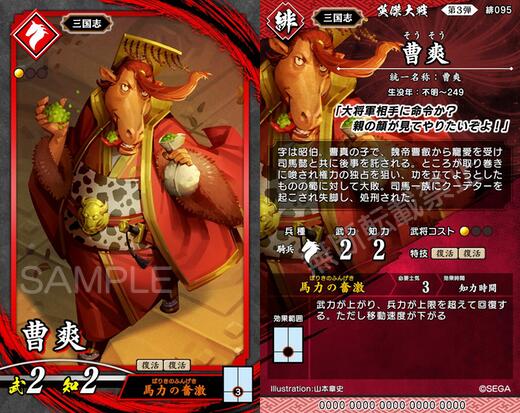 三国志
SAMPLE
曹爽
復活 復活
武2 知2
ばりきのふんげき
馬力の奮激
3
緋
三国志
英傑大戦
第3弾
緋095
そう そう
曹爽
統一名称:曹爽
生没年:不明~249
「大将軍相手に命令か?
親の顔が見てやりたいぞよ!」
字は昭伯。曹真の子で、魏帝曹叡から寵愛を受け
司馬懿と共に後事を託される。ところが取り巻き
に唆され権力の独占を狙い、功を立てようとした
ものの蜀に対して大敗。司馬一族にクーデターを
起こされ失脚し、処刑された。
兵種 武力 知力 武将コスト
騎兵 2 2 特技 復活 復活
ばりきのふんげき
馬力の奮激
必要士気
3
効果時間
知力時間
効果範囲
武力が上がり、兵力が上限を超えて回復す
る。ただし移動速度が下がる
無断転載禁止
Illustration:山本章史
©SEGA
0000-0000-0000-0000-0000